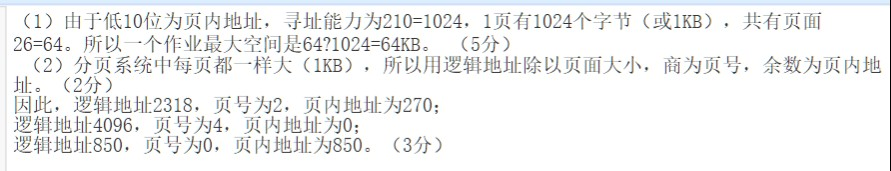 （1）由于低10位为页内地址，寻址能力为210=1024，1页有1024个字节（或1KB），共有页面
26=64。所以一个作业最大空间是64?1024=64KB。（5分）
（2）分页系统中每页都一样大（1KB），所以用逻辑地址除以页面大小，商为页号，余数为页内地
址。（2分）
因此，逻辑地址2318，页号为2，页内地址为270；
逻辑地址4096，页号为4，页内地址为0；
逻辑地址850，页号为0，页内地址为850。（3分）